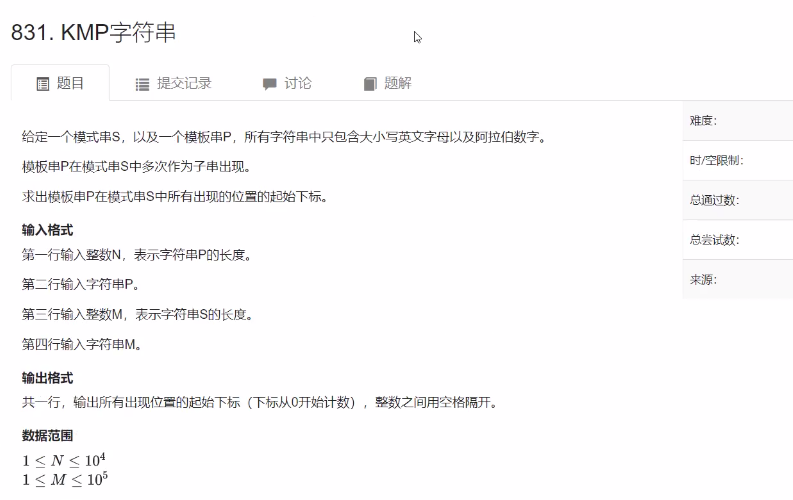 831. KMP字符串
题目 提交记录 讨论 题解
给定一个模式串S，以及一个模板串P，所有字符串中只包含大小写英文字母以及阿拉伯数字。
模板串P在模式串S中多次作为子串出现。
求出模板串P在模式串S中所有出现的位置的起始下标。
输入格式
第一行输入整数N，表示字符串P的长度。
第二行输入字符串P。
第三行输入整数M，表示字符串S的长度。
第四行输入字符串M。
输出格式
共一行，输出所有出现位置的起始下标（下标从0开始计数），整数之间用空格隔开。
数据范围
1 ≤ N ≤ 10⁴
1 ≤ M ≤ 10⁵
难度：
时/空限制：
总通过数：
总尝试数：
来源：